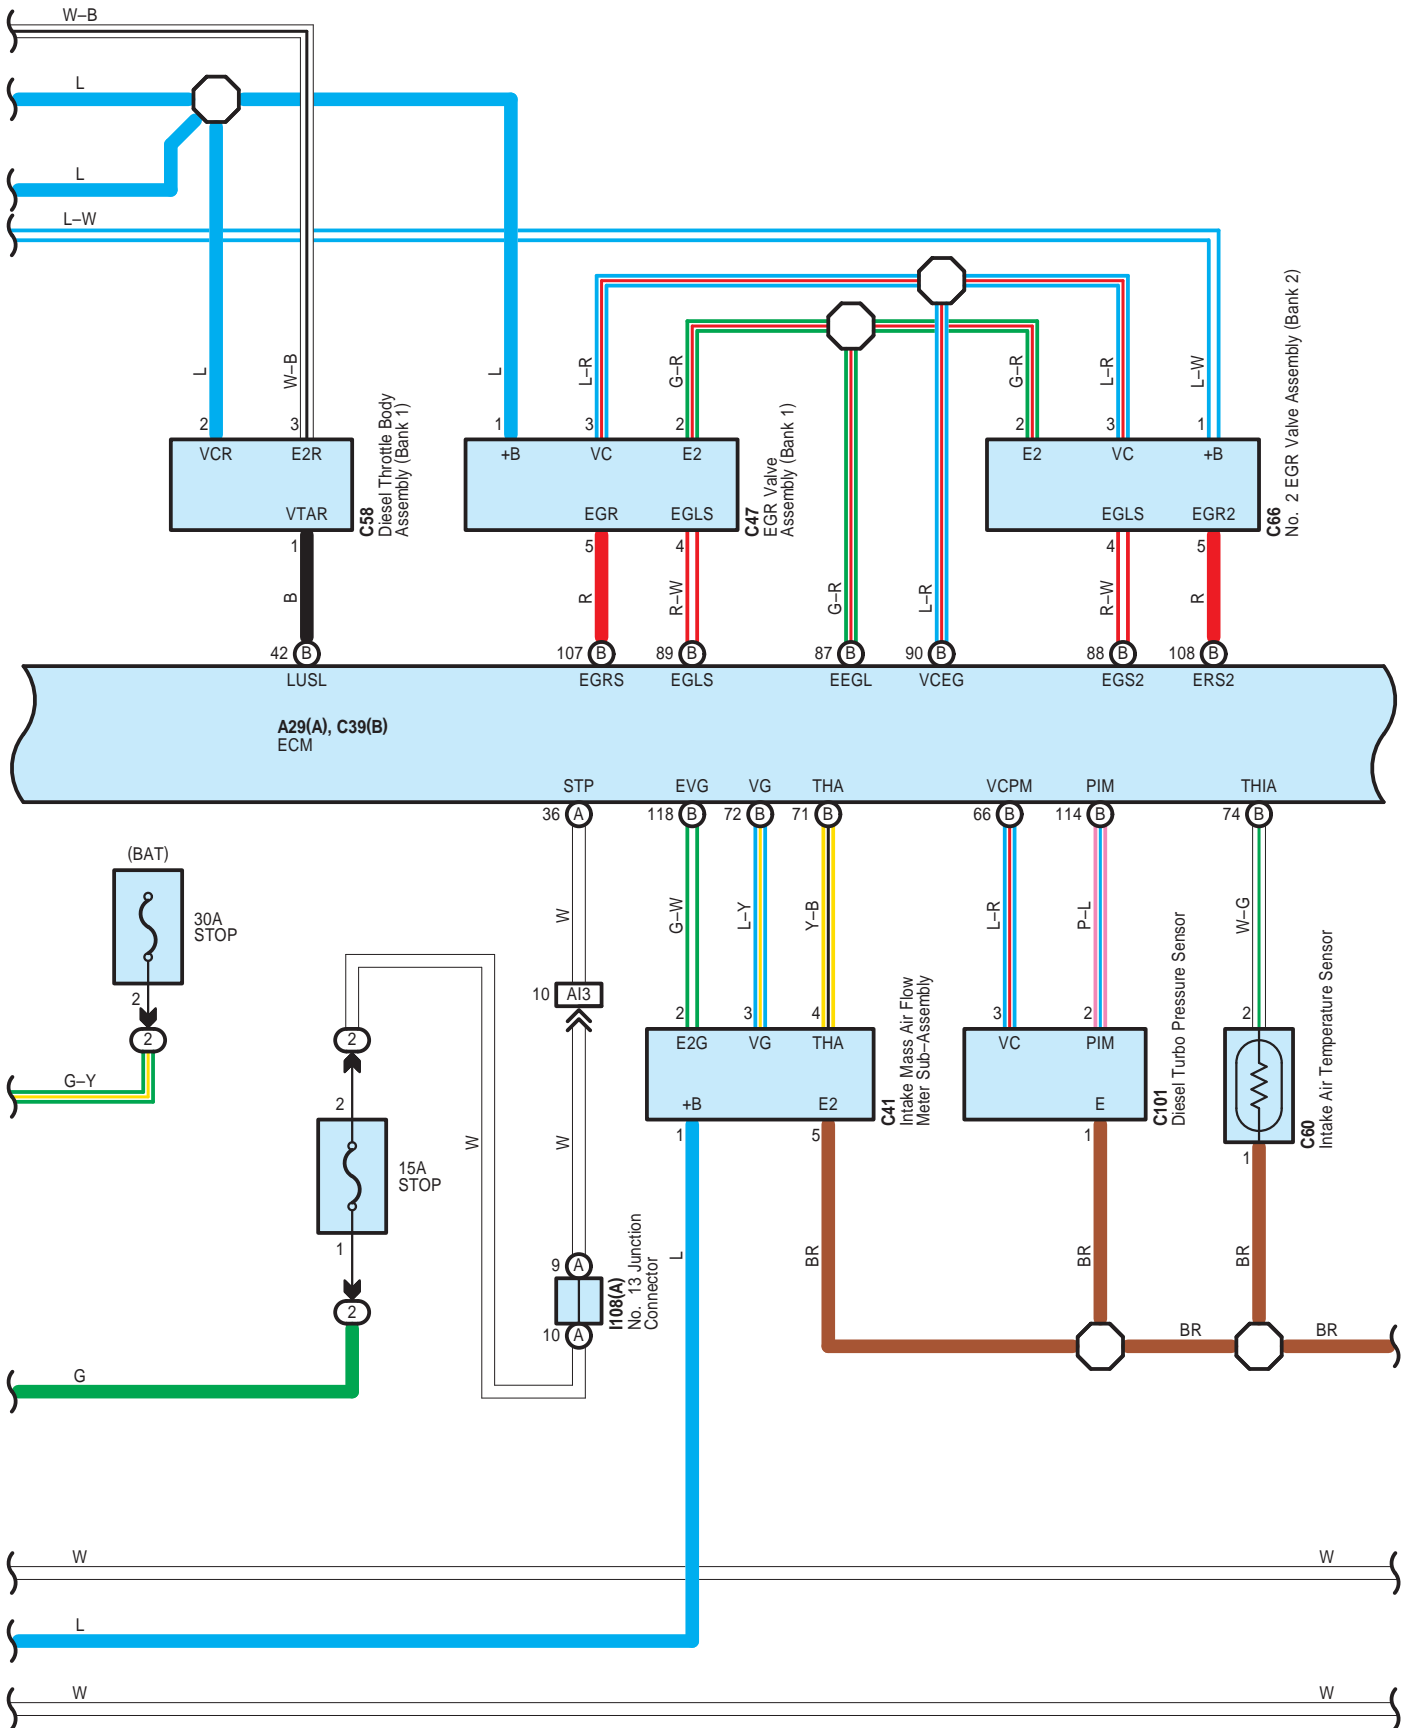 W–B
L
L
L–W
L
W–B
L
L–R
G–R
G–R
L–R
L–W
2
3
1
3
2
2
3
1
VCR
E2R
VTAR
C58
Diesel Throttle Body
Assembly (Bank 1)
+B
VC
E2
EGR
EGLS
C47
EGR Valve
Assembly (Bank 1)
E2
VC
+B
EGLS
EGR2
C66
No. 2 EGR Valve Assembly (Bank 2)
1
5
4
4
5
B
R
R–W
G–R
L–R
R–W
R
42 B
107 B
89 B
87 B
90 B
88 B
108 B
LUSL
EGRS
EGLS
EEGL
VCEG
EGS2
ERS2
A29(A), C39(B)
ECM
STP
EVG
VG
THA
VCPM
PIM
THIA
36 A
118 B
72 B
71 B
66 B
114 B
74 B
(BAT)
30A
STOP
2
2
G–Y
W
G–W
L–Y
Y–B
L–R
P–L
W–G
10 AI3
2
2
15A
STOP
1
2
G
W
W
9 A
10 A
I108(A)
No. 13 Junction
Connector
2
3
4
E2G
VG
THA
+B
E2
C41
Intake Mass Air Flow
Meter Sub–Assembly
1
5
3
2
VC
PIM
E
C101
Diesel Turbo Pressure Sensor
1
2
C60
Intake Air Temperature Sensor
1
L
BR
BR
BR
BR
BR
W
W
L
W
W